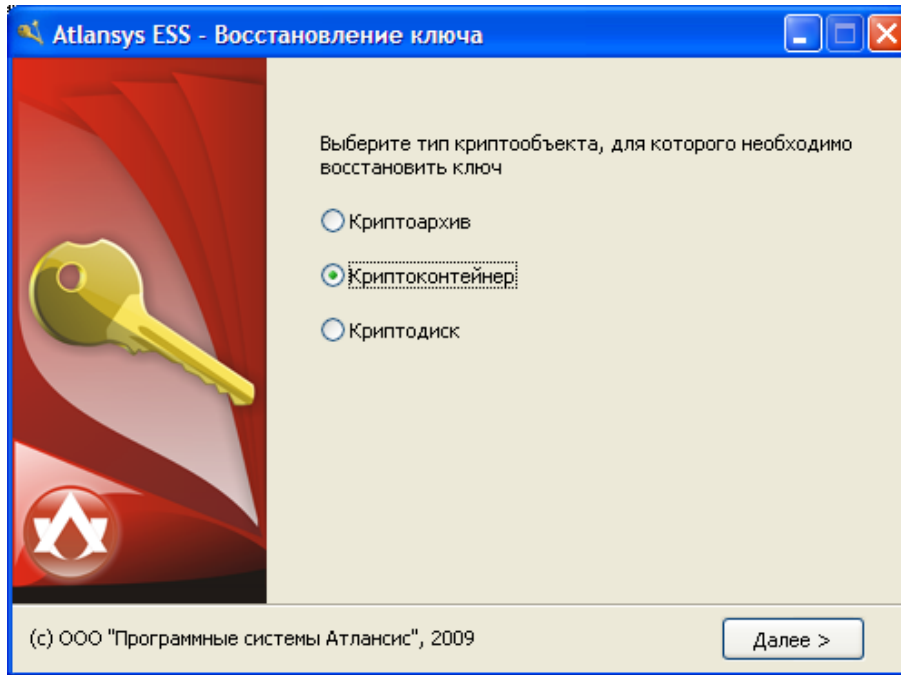 Atlansys ESS - Восстановление ключа
Выберите тип криптообъекта, для которого необходимо
восстановить ключ
Криптоархив
Криптоконтейнер
Криптодиск
(c) ООО "Программные системы Атлансис", 2009
Далее >